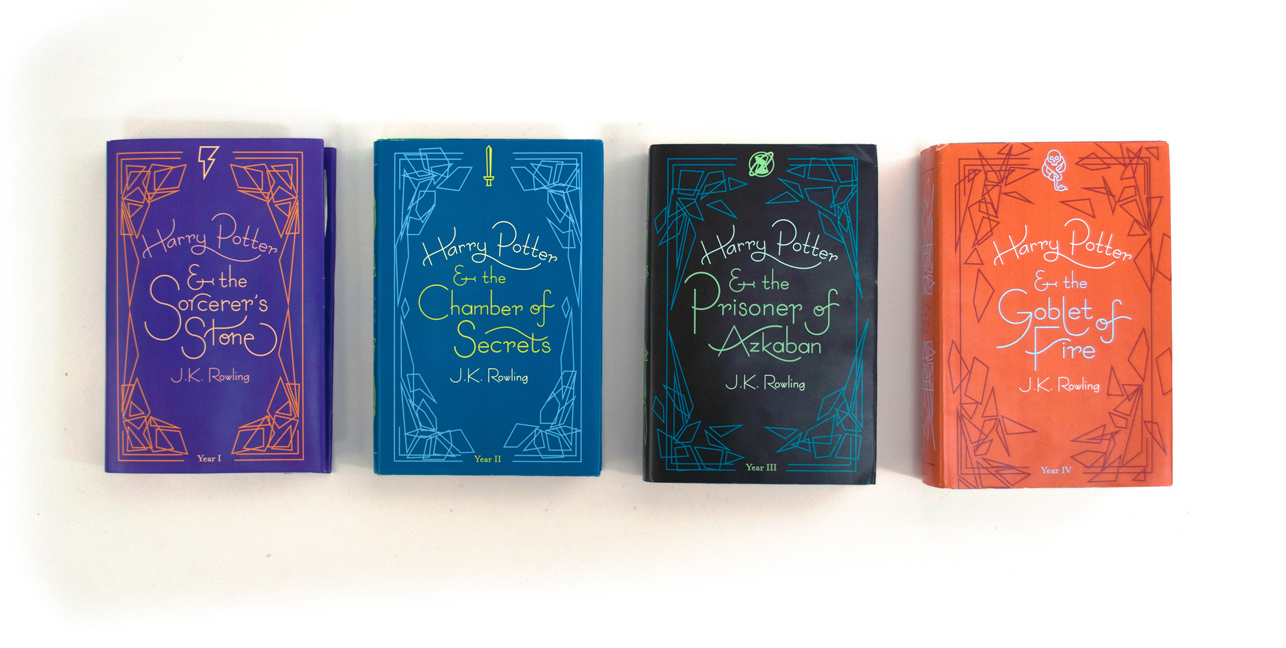 Harry Potter
& the
Sorcerer's
Stone
J.K. Rowling
Year I
Harry Potter
& the
Chamber of
Secrets
J.K. Rowling
Year II
Harry Potter
& the
Prisoner of
Azkaban
J.K. Rowling
Year III
Harry Potter
& the
Goblet of
Fire
J.K. Rowling
Year IV